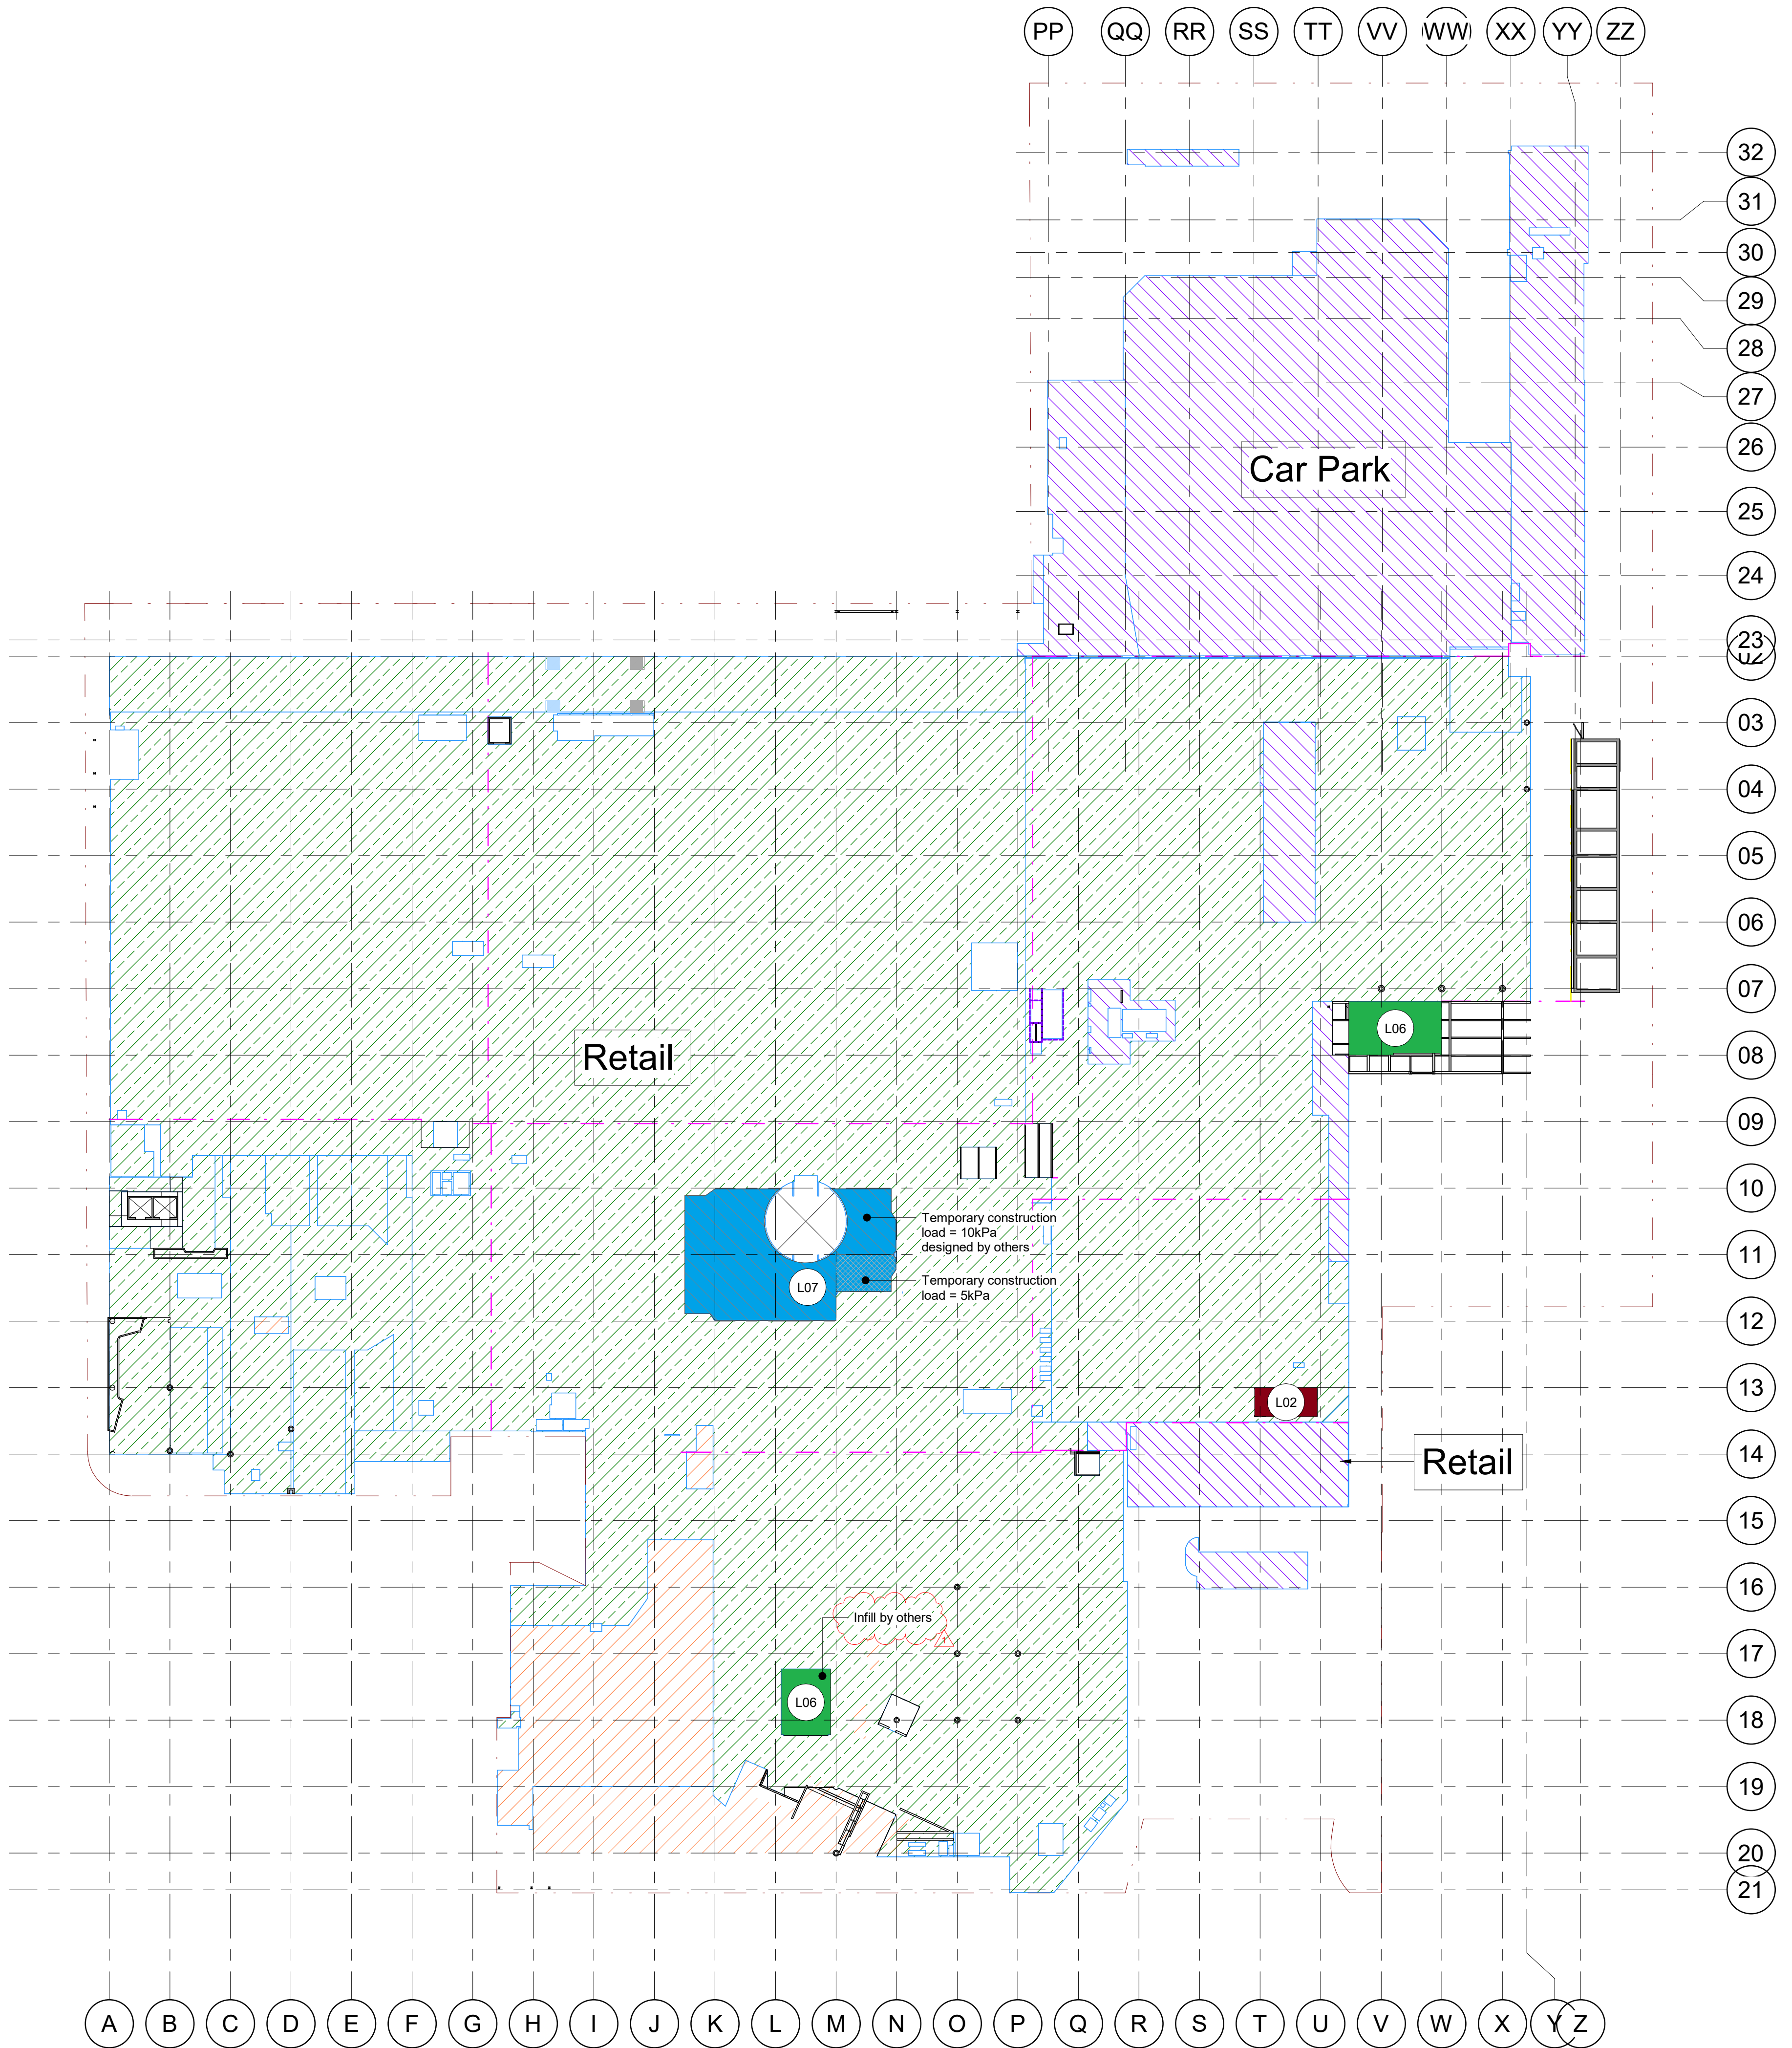 PP QQ RR SS TT VV WW XX YY ZZ
32
31
30
29
28
27
26
Car Park
25
24
23
02
03
04
05
06
07
L06
08
Retail
09
10
Temporary construction
load = 10kPa
designed by others
11
Temporary construction
load = 5kPa
L07
12
13
L02
14
Retail
15
16
Infill by others
1
17
L06
18
19
20
21
A B C D E F G H I J K L M N O P Q R S T U V W X Y Z